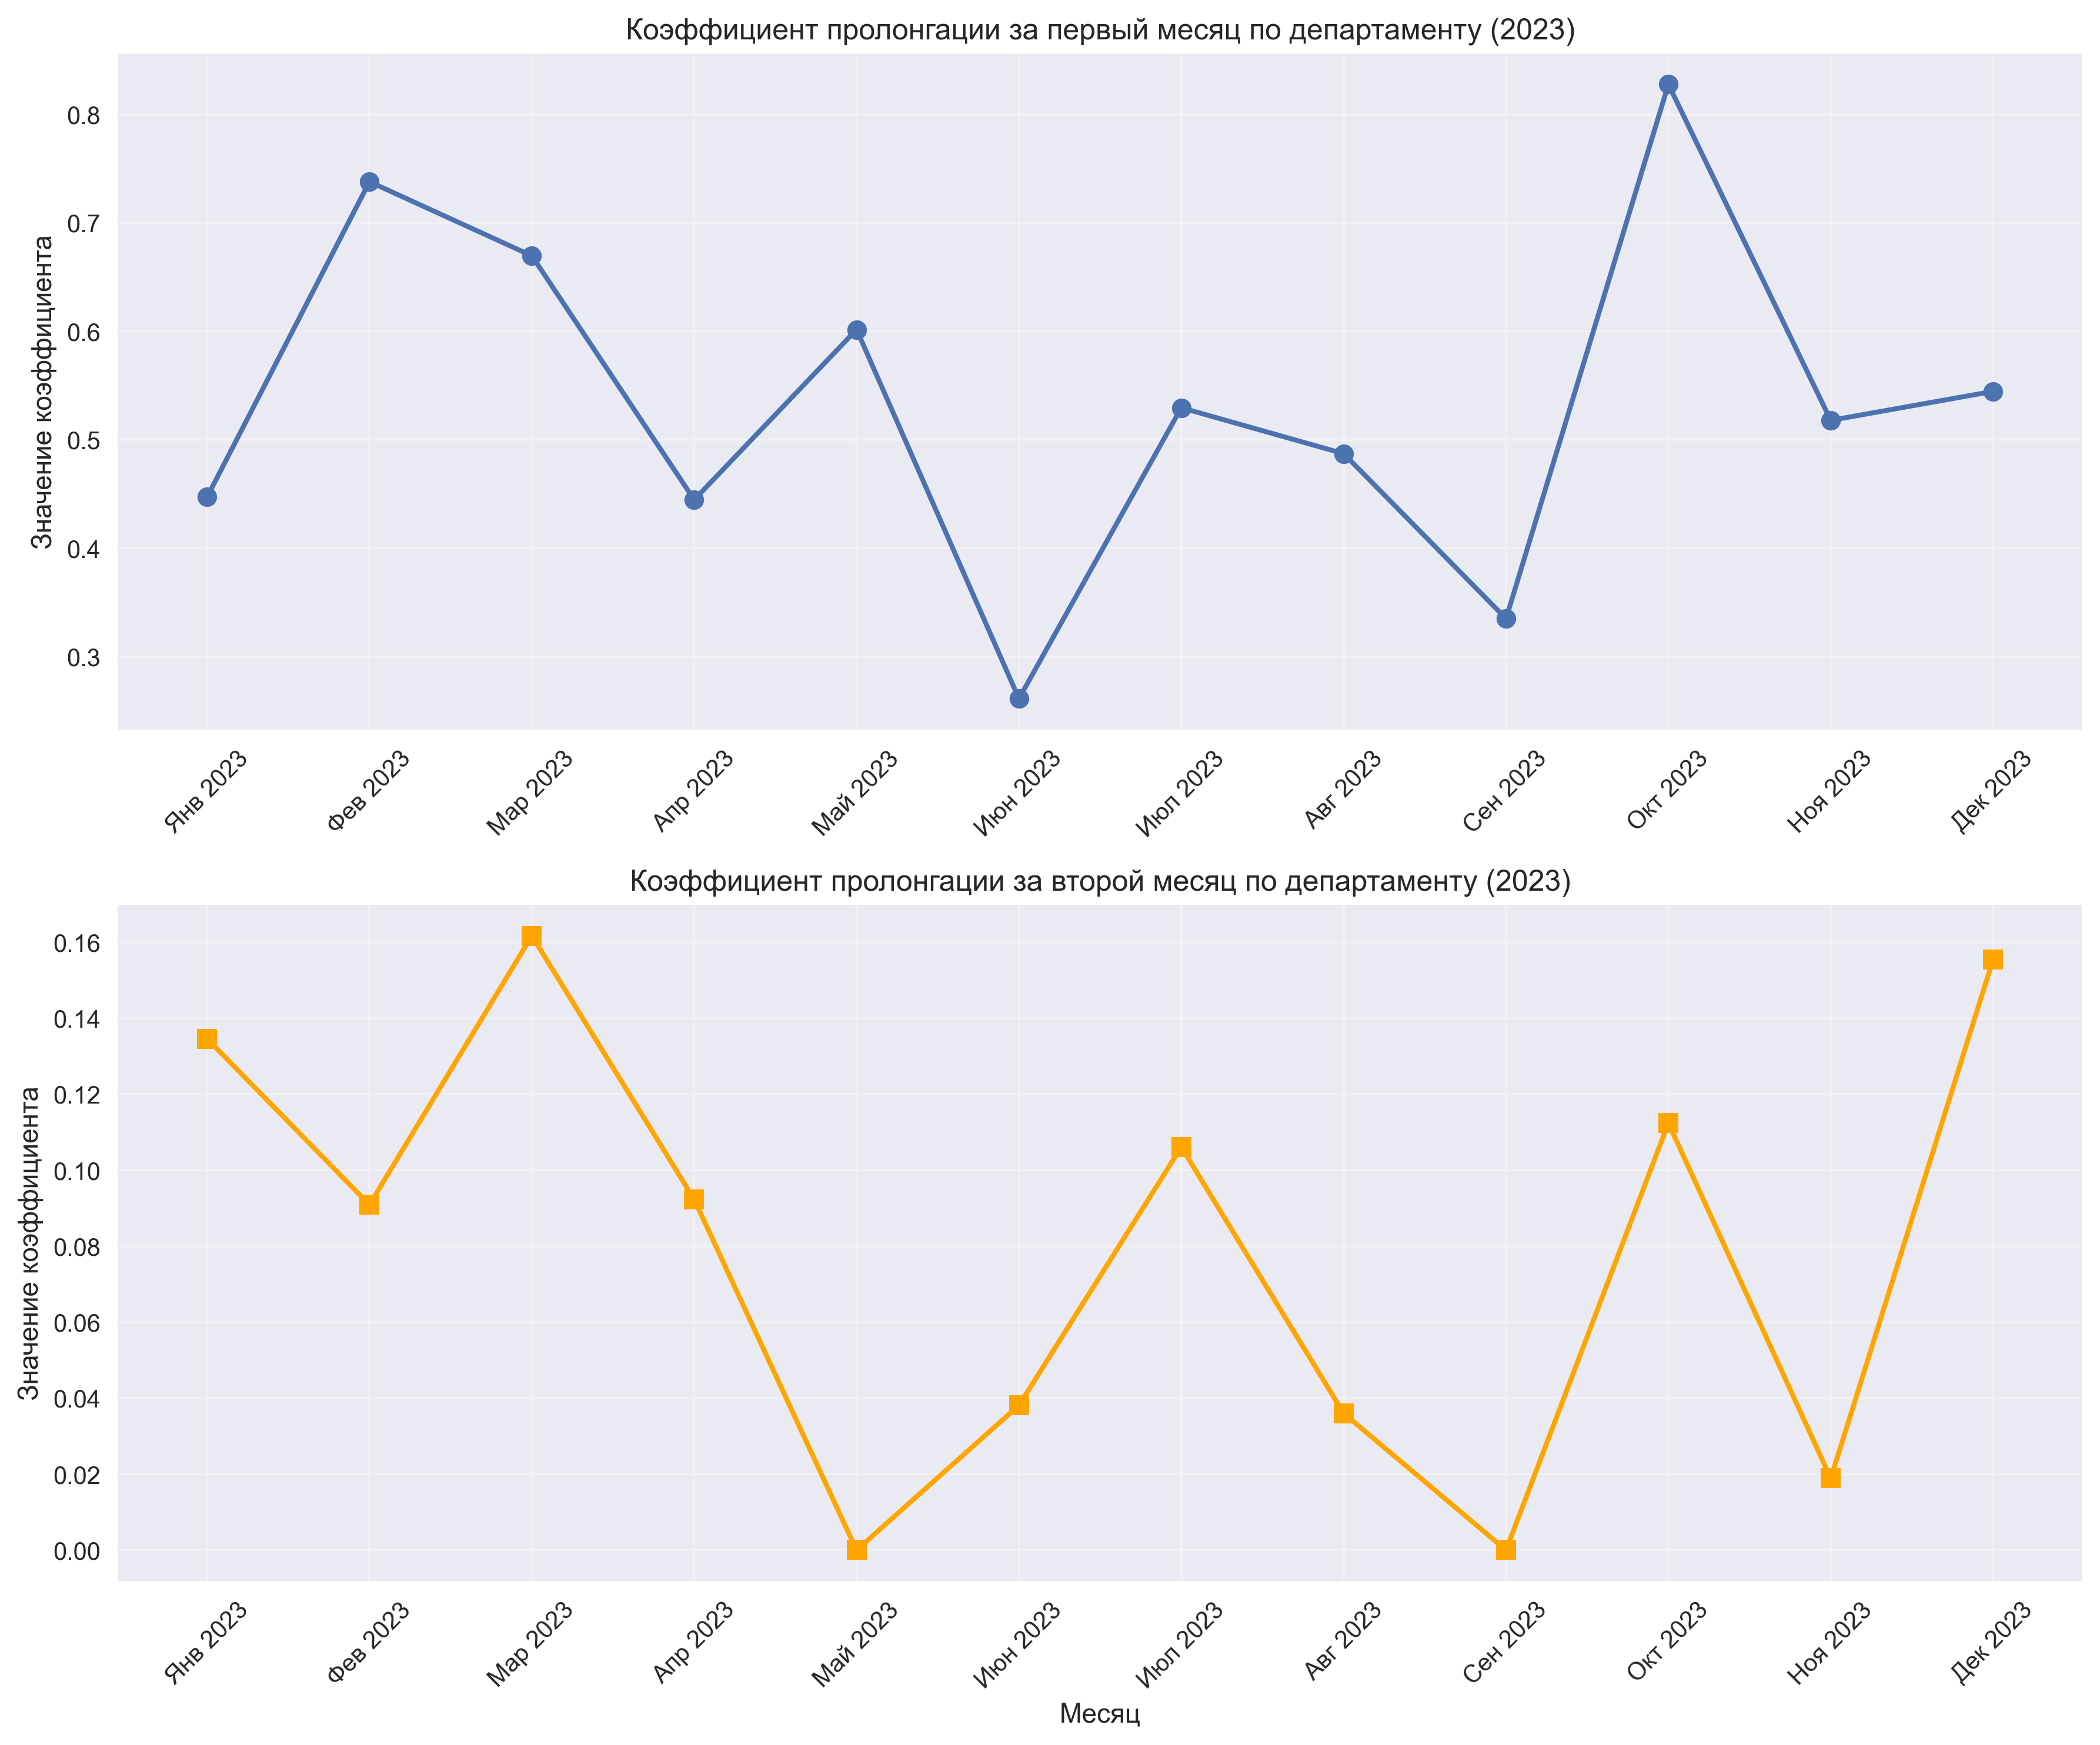 Коэффициент пролонгации за первый месяц по департаменту (2023)
Значение коэффициента
0.8
0.7
0.6
0.5
0.4
0.3
Янв 2023
Фев 2023
Мар 2023
Апр 2023
Май 2023
Июн 2023
Июл 2023
Авг 2023
Сен 2023
Окт 2023
Ноя 2023
Дек 2023
Коэффициент пролонгации за второй месяц по департаменту (2023)
Значение коэффициента
0.16
0.14
0.12
0.10
0.08
0.06
0.04
0.02
0.00
Янв 2023
Фев 2023
Мар 2023
Апр 2023
Май 2023
Июн 2023
Июл 2023
Авг 2023
Сен 2023
Окт 2023
Ноя 2023
Дек 2023
Месяц